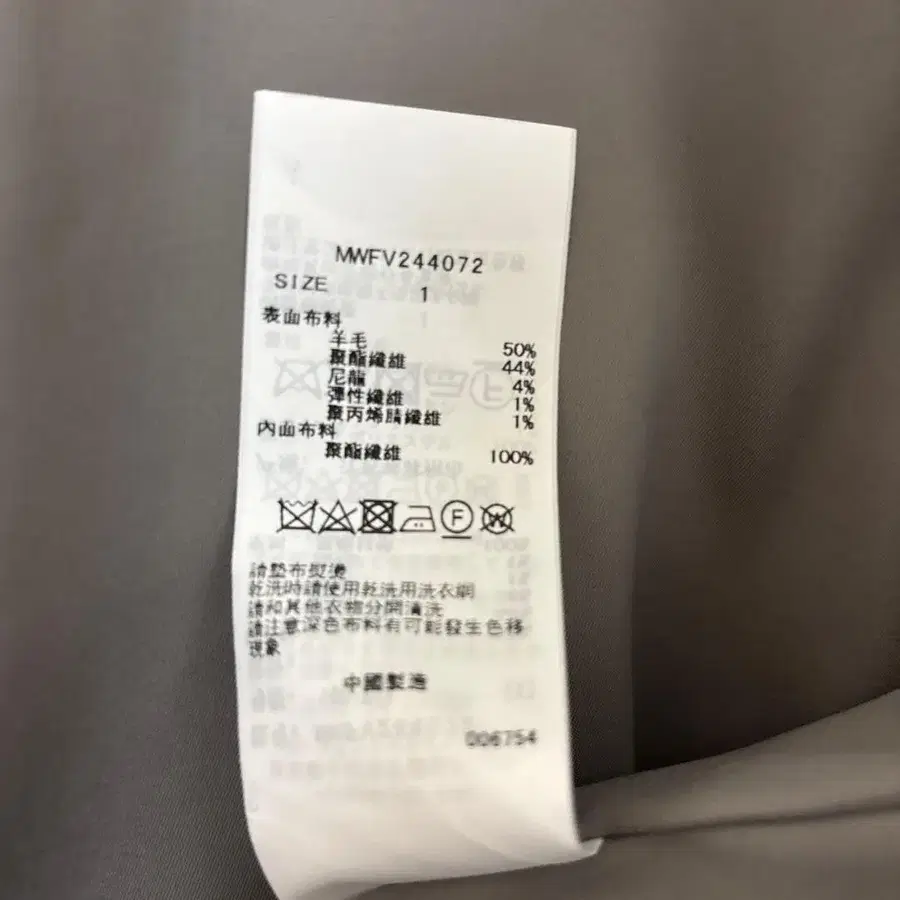 MWFV244072
SIZE 1
表面布料
羊毛 50%
聚酯纖維 44%
尼龍 4%
彈性纖維 1%
聚丙烯腈纖維 1%
內面布料
聚酯纖維 100%
F W
請墊布熨燙
乾洗時請使用乾洗用洗衣網
請和其他衣物分開清洗
請注意深色布料有可能發生色移
現象
中國製造
006754